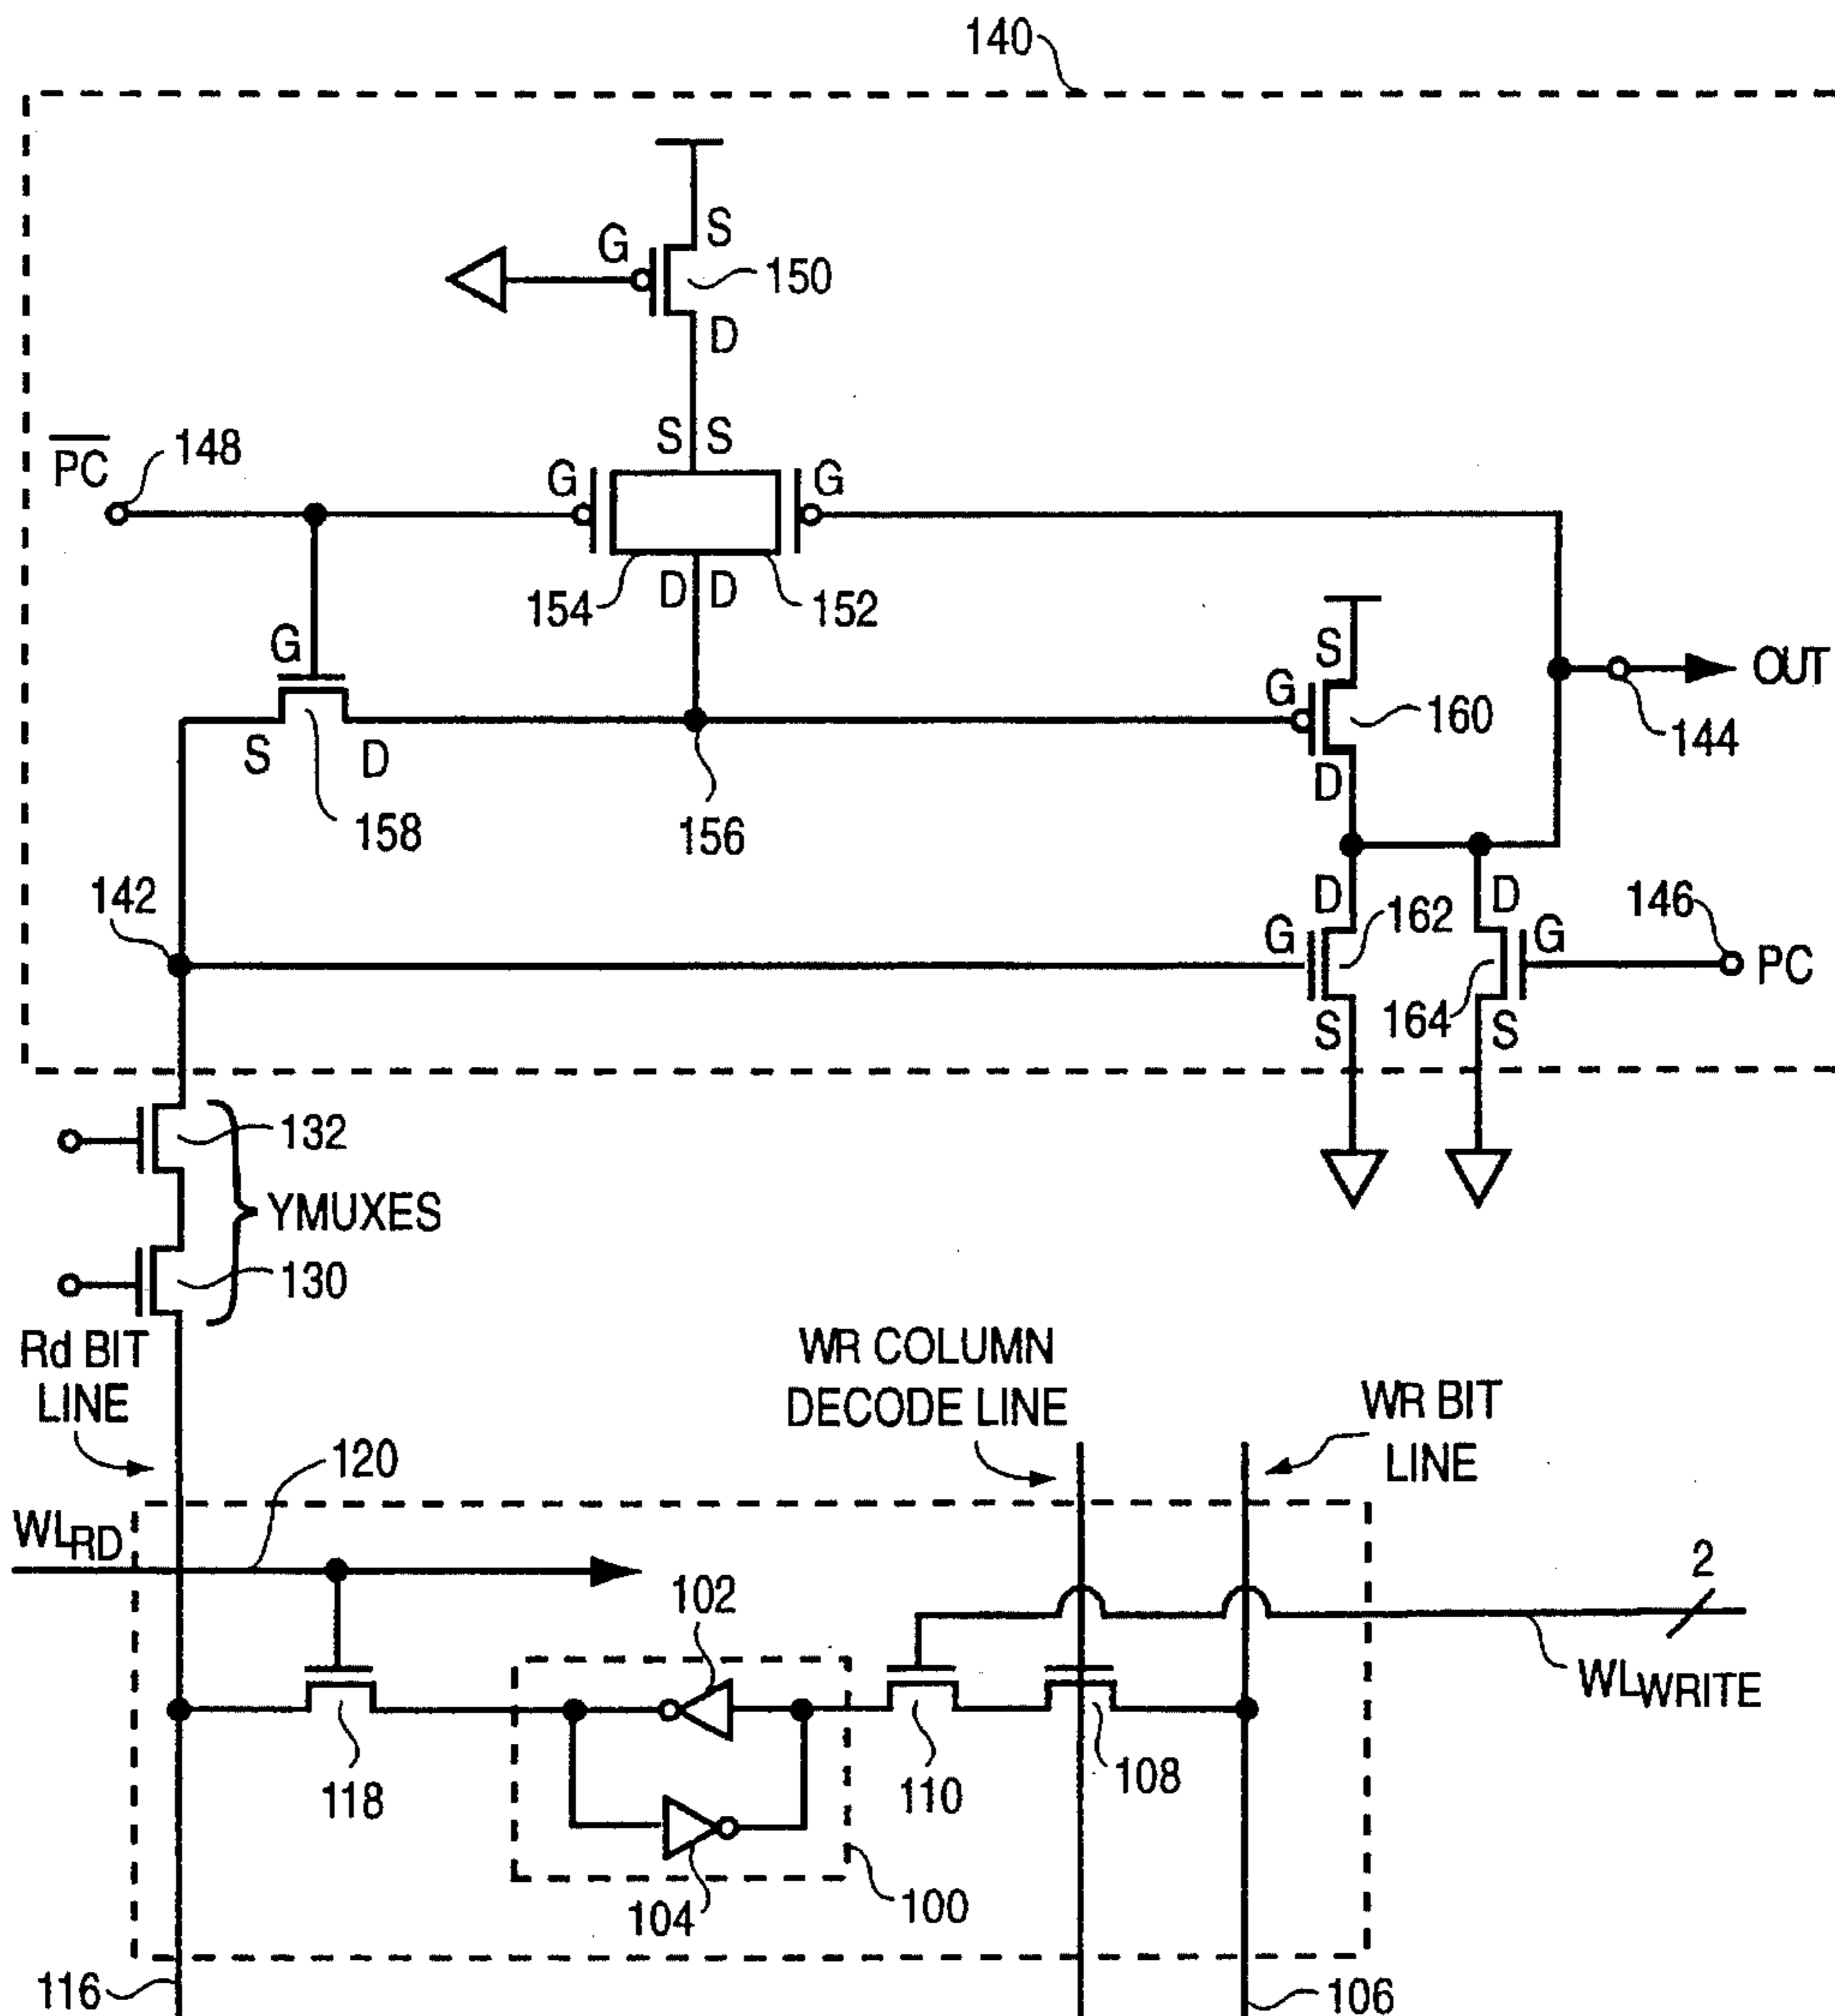 140
S
G
150
D
PC
148
S S
G
G
154
D D
152
G
S
G
160
OUT
144
S
D
158
156
D
142
D
162
D
146
G
G
PC
S
164
S
132
YMUXES
130
Rd BIT
LINE
WR COLUMN
DECODE LINE
WR BIT
LINE
120
WLRD
102
2
WLWRITE
118
110
108
104
100
116
106